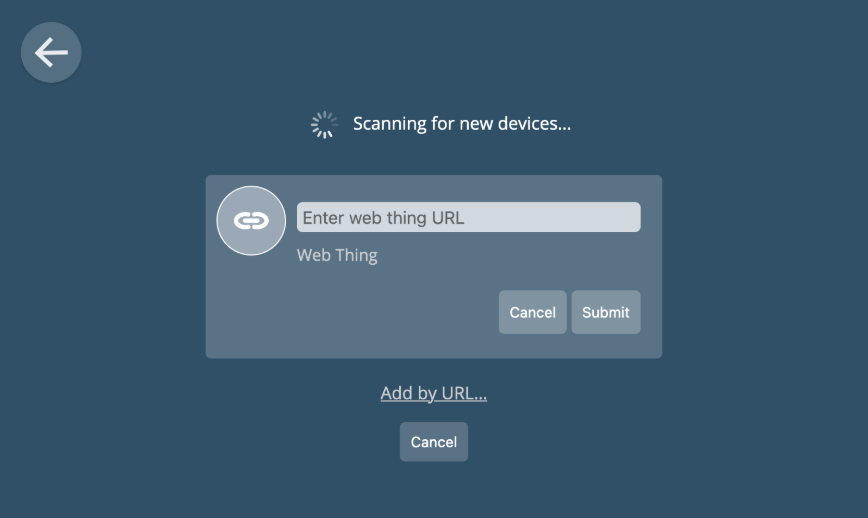 Scanning for new devices...
Enter web thing URL
Web Thing
Cancel Submit
Add by URL...
Cancel